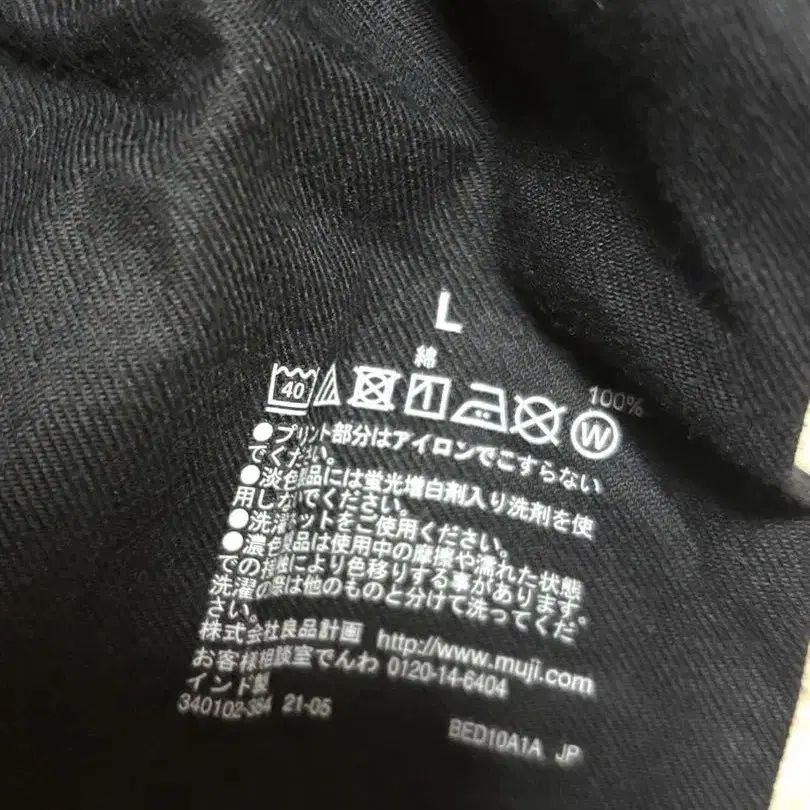 L
綿 100%
40 W
●プリント部分はアイロンでこすらない
でください。
●淡色製品には蛍光増白剤入り洗剤を使
用しないでください。
●洗濯ネットをご使用ください。
●濃色製品は使用中の摩擦や濡れた状態
での接触により色移りする事があります。
洗濯の際は他のものと分けて洗ってくだ
さい。
株式会社良品計画 http://www.muji.com
お客様相談室でんわ 0120-14-6404
インド製
340102-384 21-05
BED10A1A JP